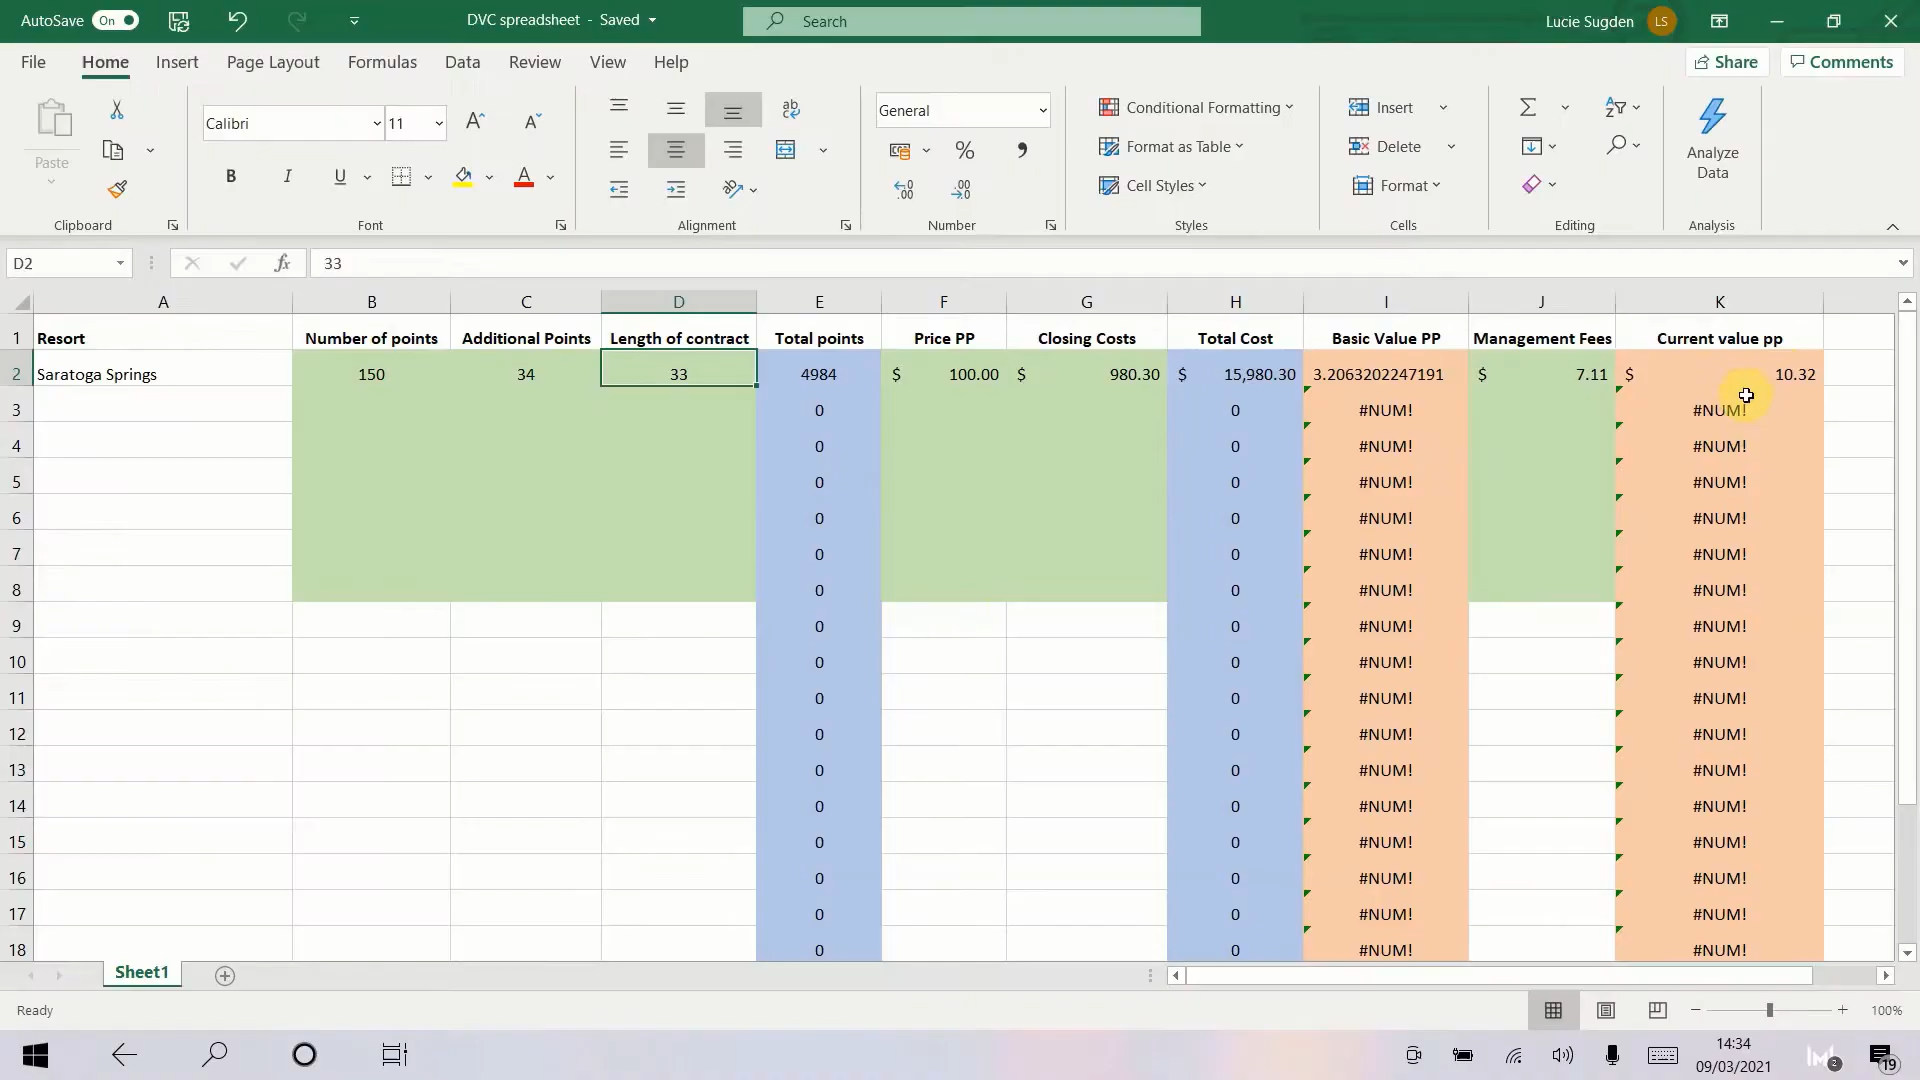 AutoSave On DVC spreadsheet - Saved Search Lucie Sugden LS
File Home Insert Page Layout Formulas Data Review View Help Share Comments
Paste
Clipboard
Calibri 11
B I U A
Font
ab
Alignment
General
%
Number
Conditional Formatting
Format as Table
Cell Styles
Styles
Insert
Delete
Format
Cells
Editing
Analyze
Data
Analysis
D2 fx 33
A B C D E F G H I J K
1 Resort Number of points Additional Points Length of contract Total points Price PP Closing Costs Total Cost Basic Value PP Management Fees Current value pp
2 Saratoga Springs 150 34 33 4984 $ 100.00 $ 980.30 $ 15,980.30 3.2063202247191 $ 7.11 $ 10.32
3 0 0 #NUM! #NUM!
4 0 0 #NUM! #NUM!
5 0 0 #NUM! #NUM!
6 0 0 #NUM! #NUM!
7 0 0 #NUM! #NUM!
8 0 0 #NUM! #NUM!
9 0 0 #NUM! #NUM!
10 0 0 #NUM! #NUM!
11 0 0 #NUM! #NUM!
12 0 0 #NUM! #NUM!
13 0 0 #NUM! #NUM!
14 0 0 #NUM! #NUM!
15 0 0 #NUM! #NUM!
16 0 0 #NUM! #NUM!
17 0 0 #NUM! #NUM!
18 0 0 #NUM! #NUM!
Sheet1
Ready 100%
14:34
09/03/2021
2
19